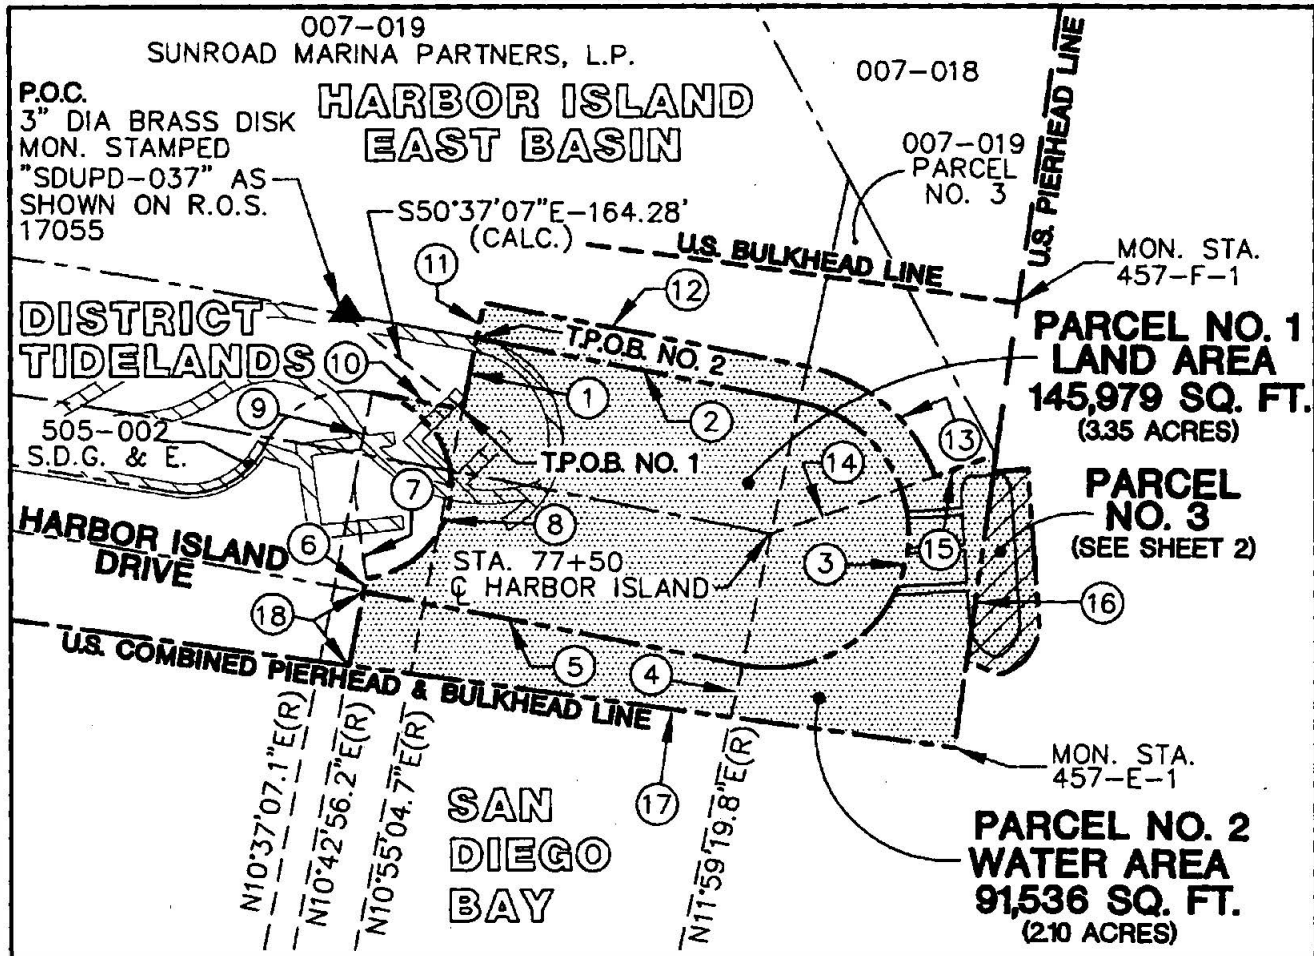 007-019
SUNROAD MARINA PARTNERS, L.P.
007-018
U.S. PIERHEAD LINE
P.O.C.
3" DIA BRASS DISK
MON. STAMPED
"SDUPD-037" AS
SHOWN ON R.O.S.
17055
HARBOR ISLAND
EAST BASIN
007-019
PARCEL
NO. 3
S50°37'07"E-164.28'
(CALC.)
U.S. BULKHEAD LINE
MON. STA.
457-F-1
11
12
DISTRICT
TIDELANDS
T.P.O.B. NO. 2
PARCEL NO. 1
LAND AREA
145,979 SQ. FT.
(3.35 ACRES)
10
1
2
9
13
505-002
S.D.G. & E.
T.P.O.B. NO. 1
14
7
PARCEL
NO. 3
(SEE SHEET 2)
HARBOR ISLAND
DRIVE
6
8
STA. 77+50
℄ HARBOR ISLAND
3
15
16
18
5
4
U.S. COMBINED PIERHEAD & BULKHEAD LINE
17
MON. STA.
457-E-1
N10°37'07.1"E(R)
N10°42'56.2"E(R)
N10°55'04.7"E(R)
N11°59'19.8"E(R)
SAN
DIEGO
BAY
PARCEL NO. 2
WATER AREA
91,536 SQ. FT.
(2.10 ACRES)